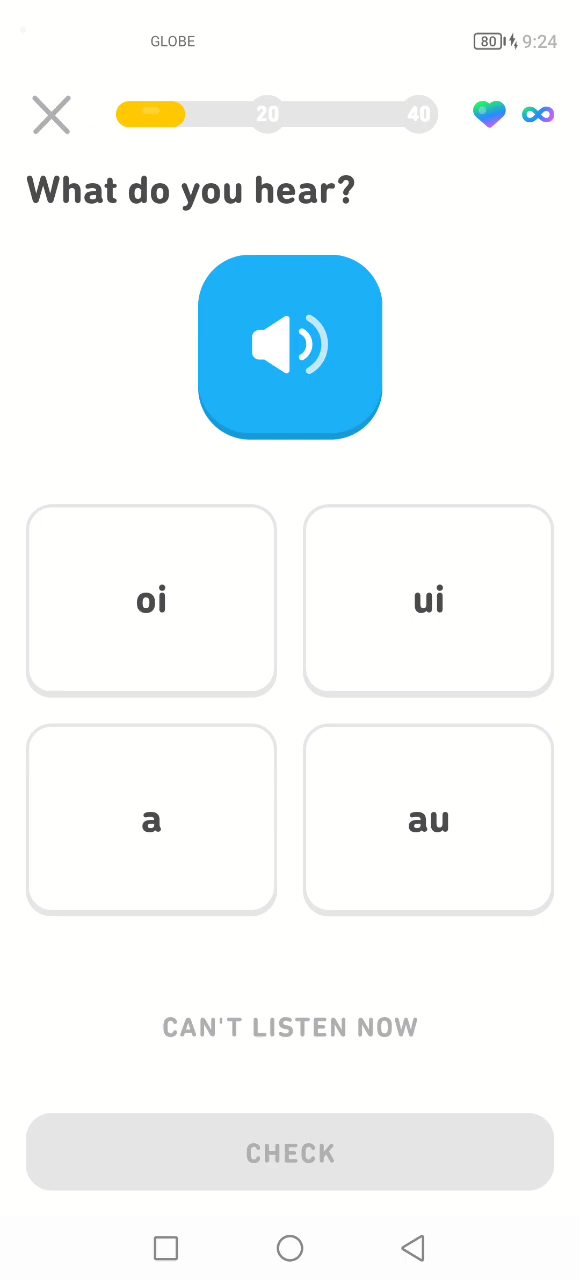 GLOBE
80 9:24
20 40
What do you hear?
oi ui
a au
CAN'T LISTEN NOW
CHECK